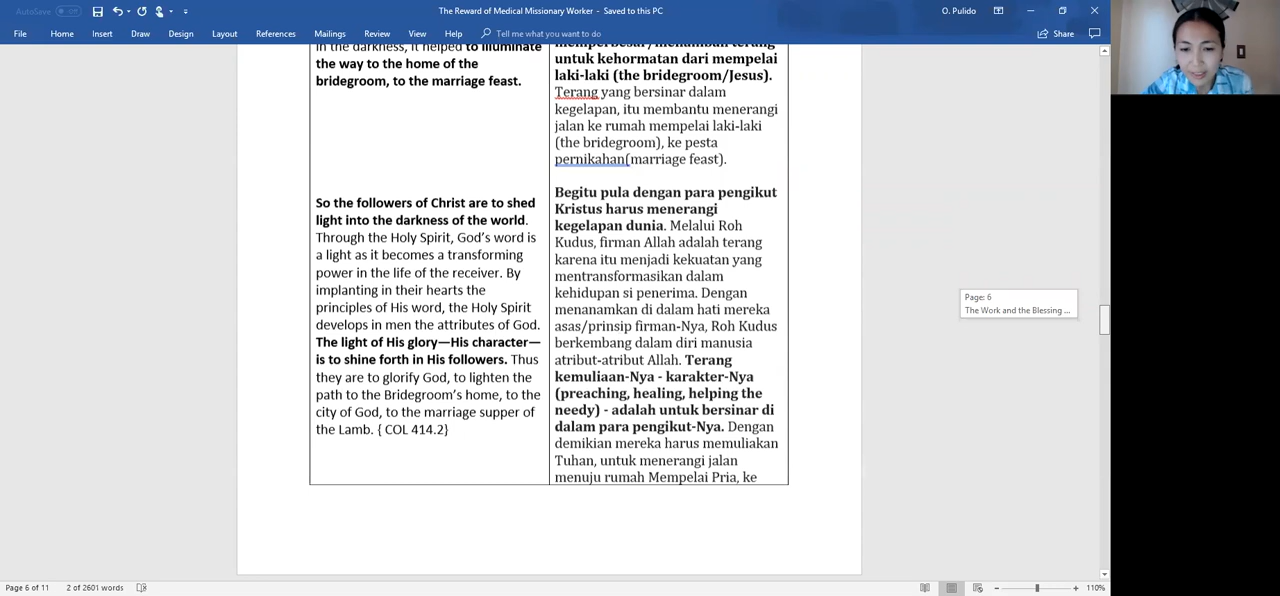 AutoSave
Off
The Reward of Medical Missionary Worker - Saved to this PC
O. Pulido
File Home Insert Draw Design Layout References Mailings Review View Help Tell me what you want to do
Share
in the darkness, it helped to illuminate
the way to the home of the
bridegroom, to the marriage feast.
So the followers of Christ are to shed
light into the darkness of the world.
Through the Holy Spirit, God's word is
a light as it becomes a transforming
power in the life of the receiver. By
implanting in their hearts the
principles of His word, the Holy Spirit
develops in men the attributes of God.
The light of His glory—His character—
is to shine forth in His followers. Thus
they are to glorify God, to lighten the
path to the Bridegroom's home, to the
city of God, to the marriage supper of
the Lamb. { COL 414.2}
memperbesar/menambah terang
untuk kehormatan dari mempelai
laki-laki (the bridegroom/Jesus).
Terang yang bersinar dalam
kegelapan, itu membantu menerangi
jalan ke rumah mempelai laki-laki
(the bridegroom), ke pesta
pernikahan(marriage feast).
Begitu pula dengan para pengikut
Kristus harus menerangi
kegelapan dunia. Melalui Roh
Kudus, firman Allah adalah terang
karena itu menjadi kekuatan yang
mentransformasikan dalam
kehidupan si penerima. Dengan
menanamkan di dalam hati mereka
asas/prinsip firman-Nya, Roh Kudus
berkembang dalam diri manusia
atribut-atribut Allah. Terang
kemuliaan-Nya - karakter-Nya
(preaching, healing, helping the
needy) - adalah untuk bersinar di
dalam para pengikut-Nya. Dengan
demikian mereka harus memuliakan
Tuhan, untuk menerangi jalan
menuju rumah Mempelai Pria, ke
Page: 6
The Work and the Blessing ...
Page 6 of 11 2 of 2601 words
110%